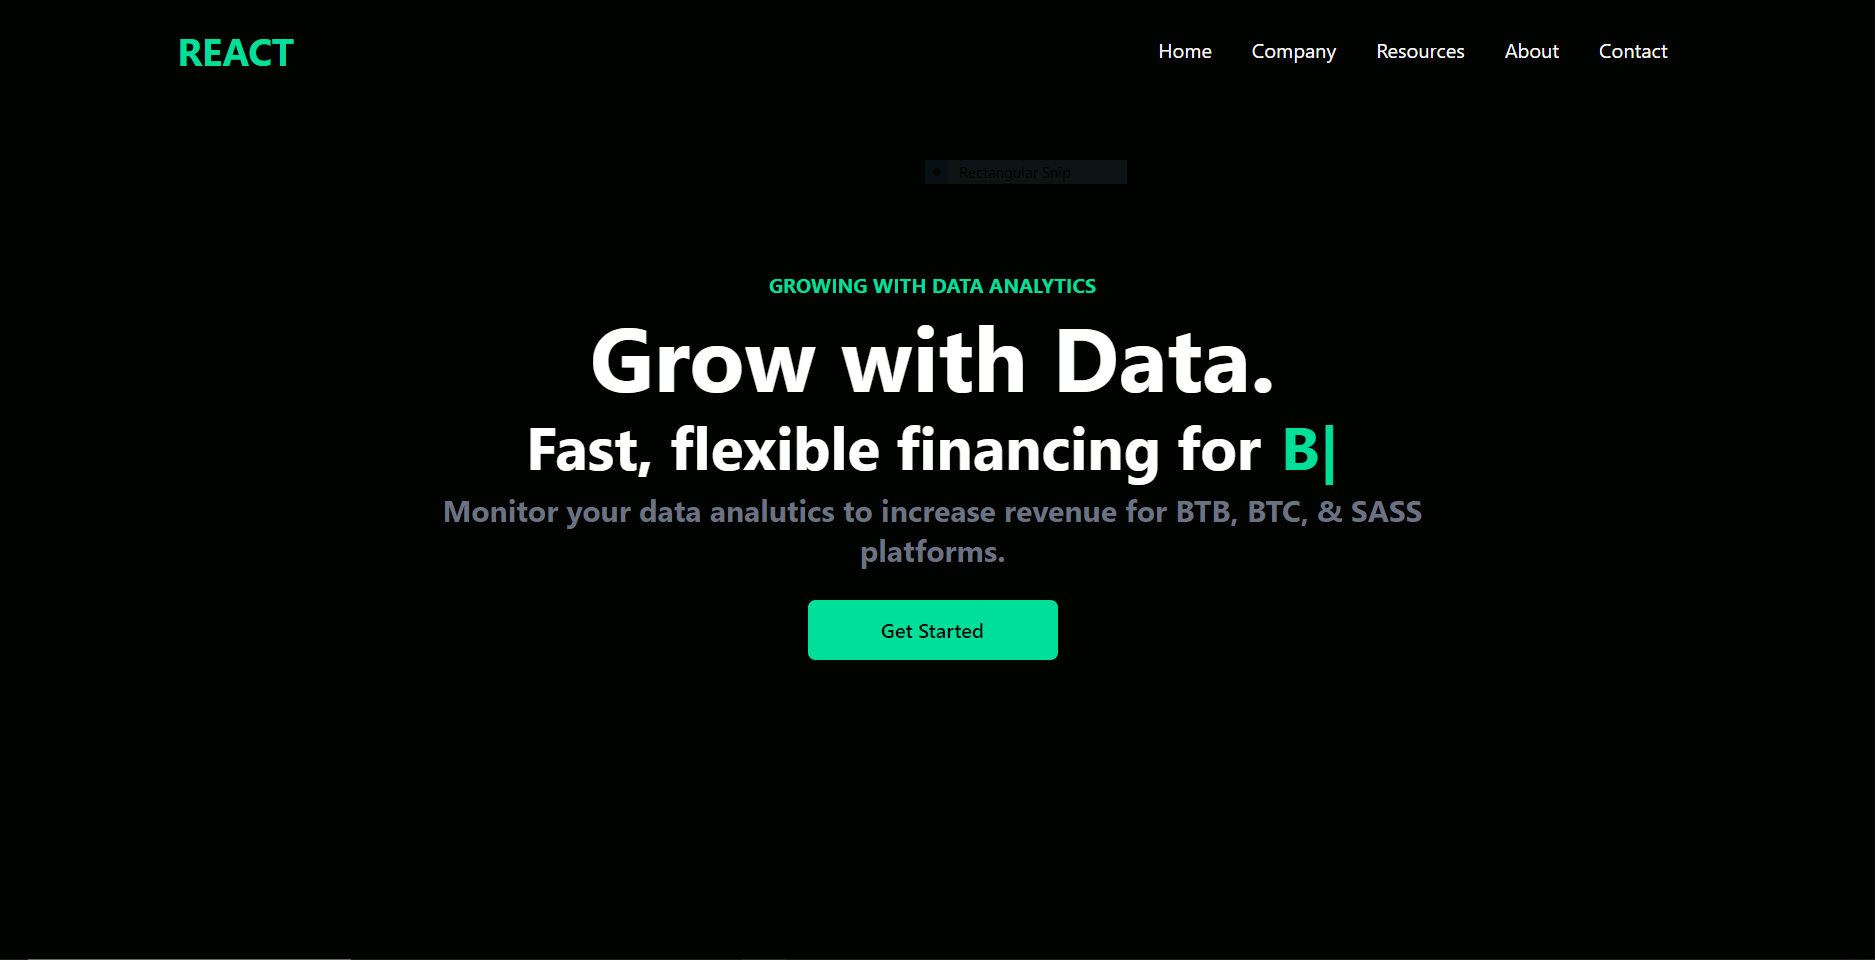 REACT
Home Company Resources About Contact
Rectangular Snip
GROWING WITH DATA ANALYTICS
Grow with Data.
Fast, flexible financing for B|
Monitor your data analutics to increase revenue for BTB, BTC, & SASS
platforms.
Get Started